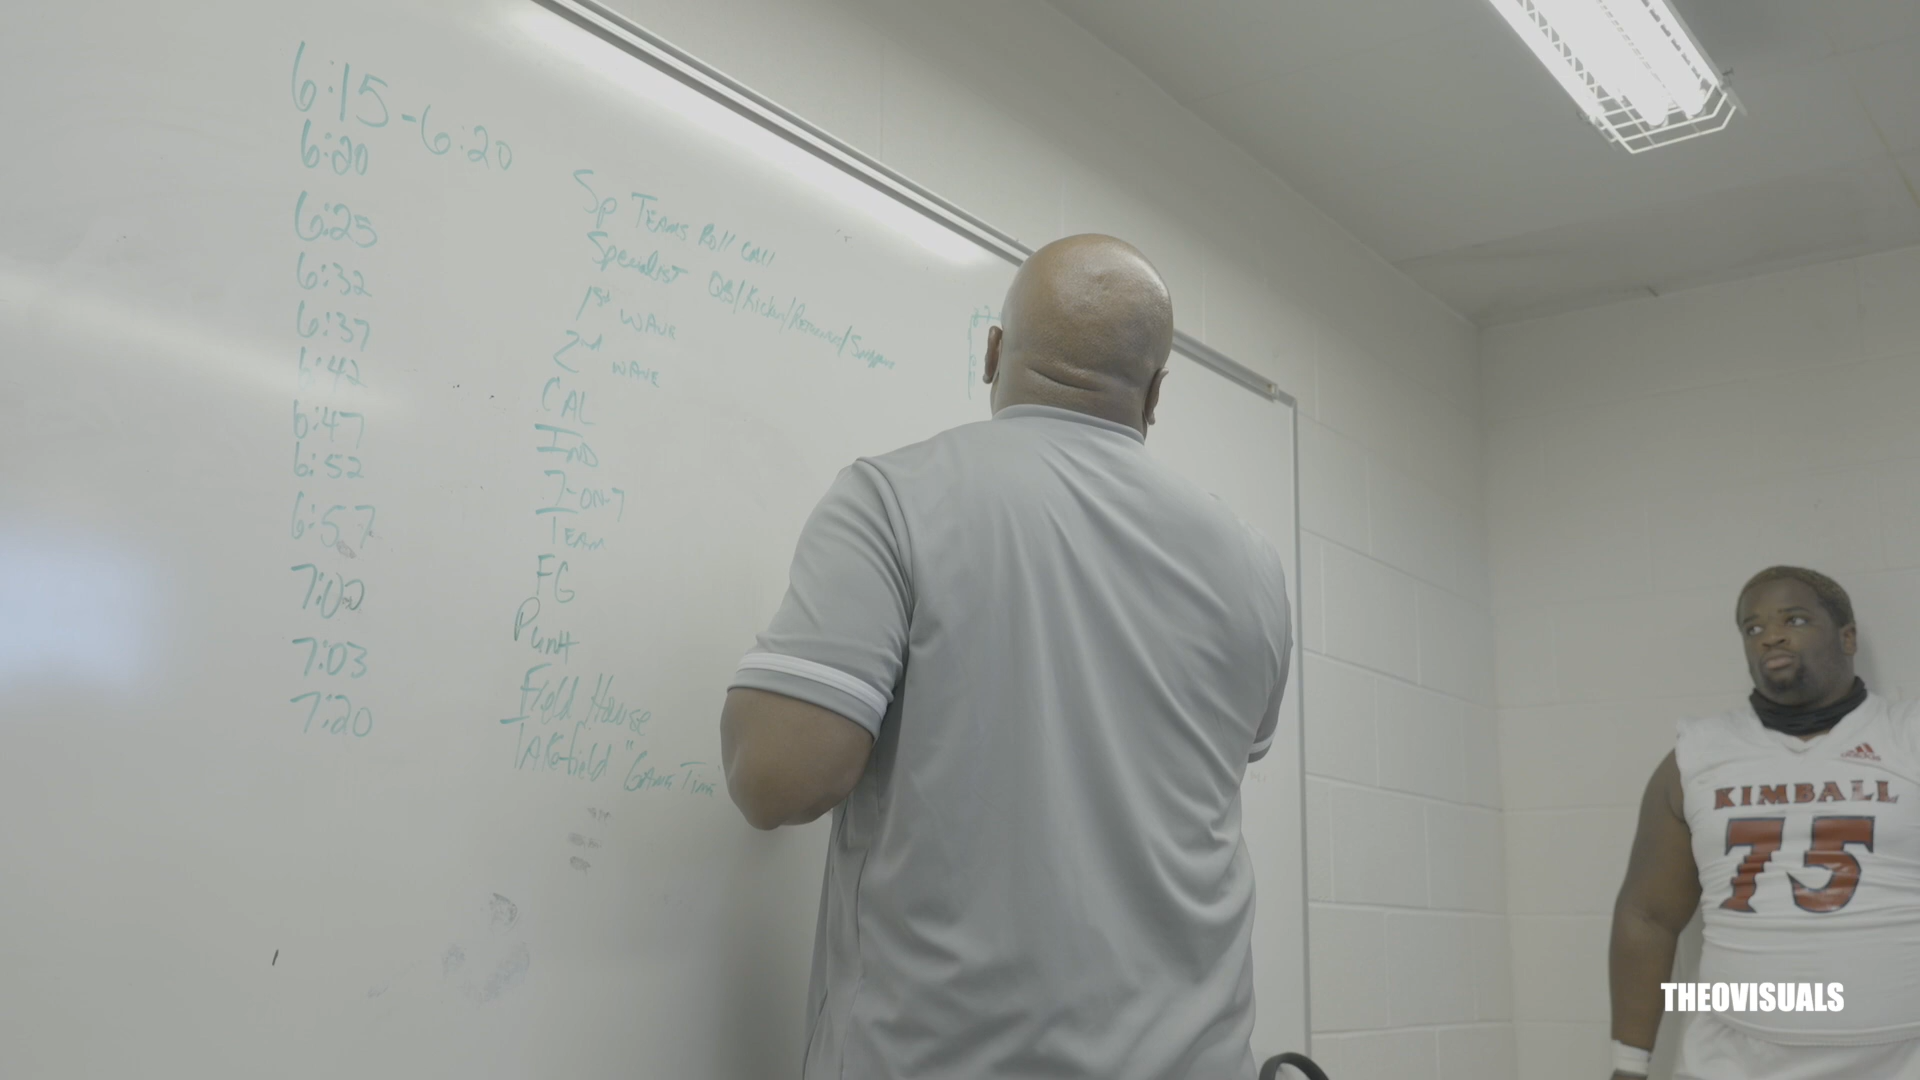 6:15-6:20
6:20 Sp Teams Roll Call
6:25 Specialist QB/Kicker/Returner/Snapper
6:32 1st wave
6:37 2nd wave
6:42 CAL
6:47 IND
6:52 7-on-7
6:57 Team
7:00 FG
7:03 Punt
7:20 Field House
Takefield "Game Time"
KIMBALL
75
THEOVISUALS